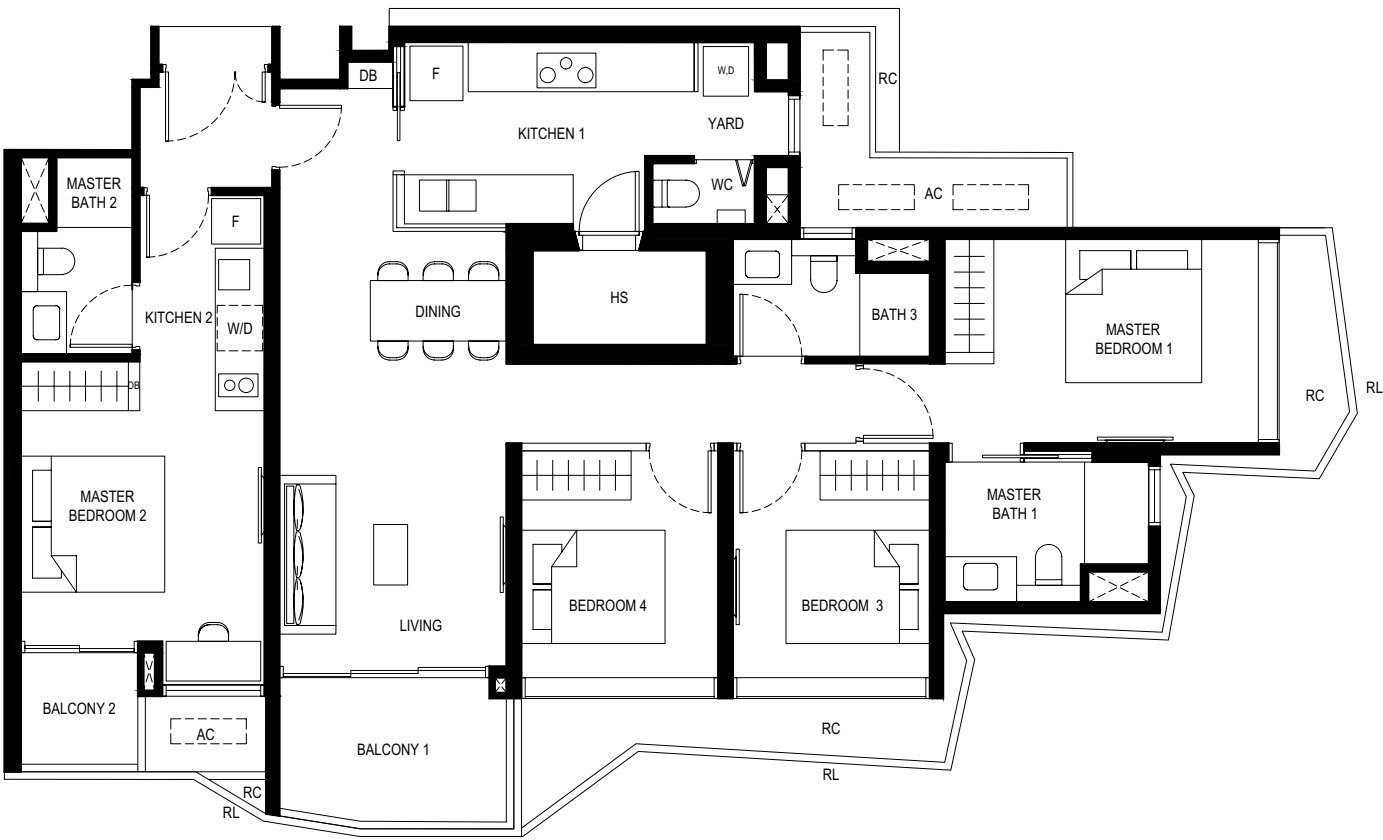 DB
F
W,D
RC
KITCHEN 1
YARD
MASTER
BATH 2
WC
AC
F
HS
DINING
BATH 3
KITCHEN 2
W/D
MASTER
BEDROOM 1
DB
RC
RL
MASTER
BEDROOM 2
MASTER
BATH 1
BEDROOM 4
BEDROOM 3
LIVING
BALCONY 2
AC
BALCONY 1
RC
RL
RC
RL